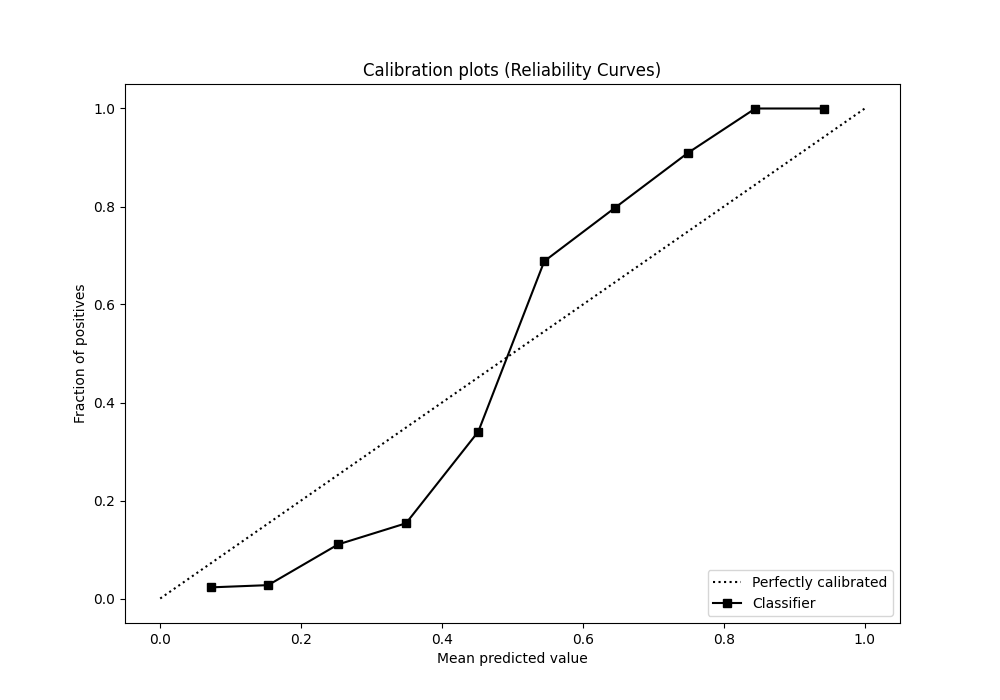 Calibration plots (Reliability Curves)
1.0
0.8
0.6
0.4
0.2
0.0
Fraction of positives
Perfectly calibrated
Classifier
0.0 0.2 0.4 0.6 0.8 1.0
Mean predicted value